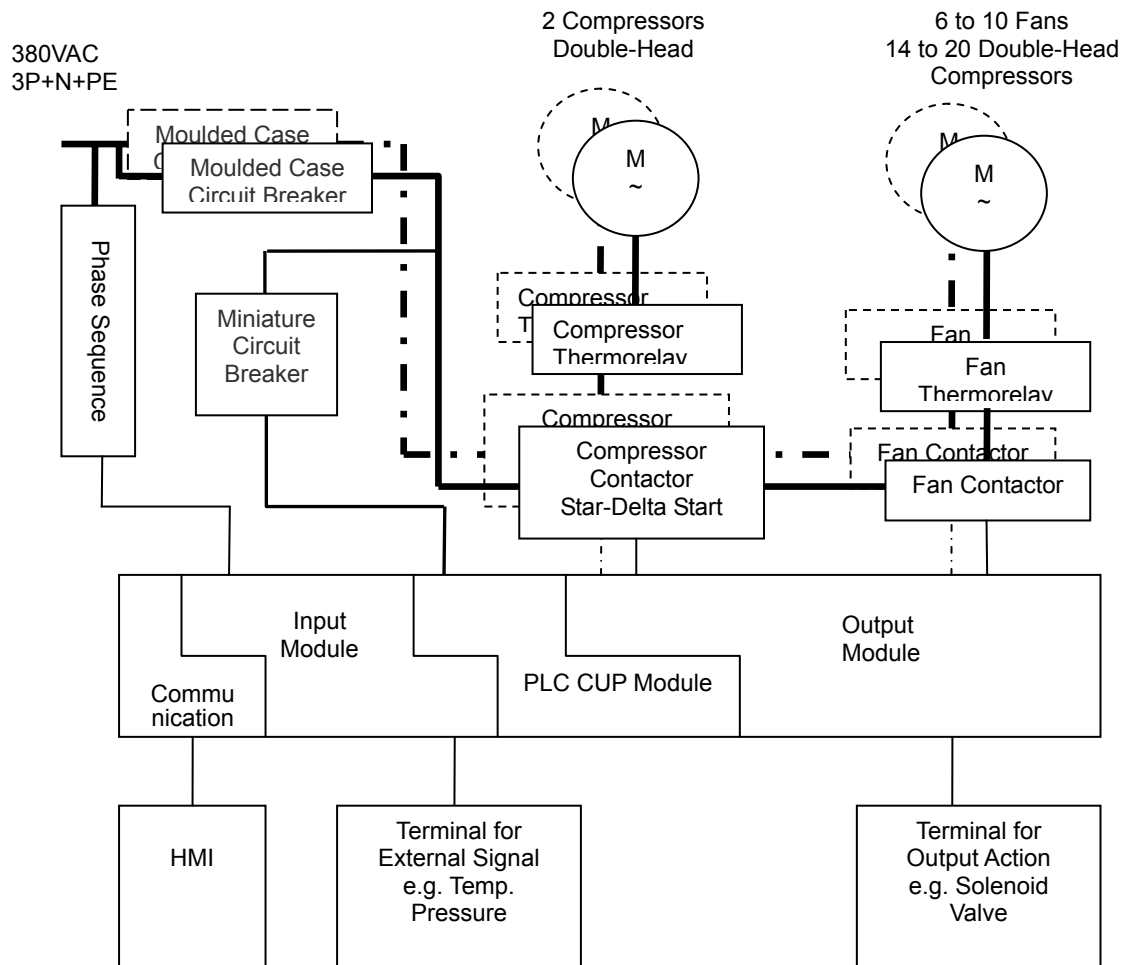 2 Compressors
Double-Head
6 to 10 Fans
14 to 20 Double-Head
Compressors
380VAC
3P+N+PE
Moulded Case
Moulded Case
Circuit Breaker
M
M
~
M
M
~
Phase Sequence
Miniature
Circuit
Breaker
Compressor
Compressor
Thermorelay
Fan
Fan
Thermorelay
Compressor
Compressor
Contactor
Star-Delta Start
Fan Contactor
Fan Contactor
Input
Module
Output
Module
PLC CUP Module
Commu
nication
HMI
Terminal for
External Signal
e.g. Temp.
Pressure
Terminal for
Output Action
e.g. Solenoid
Valve